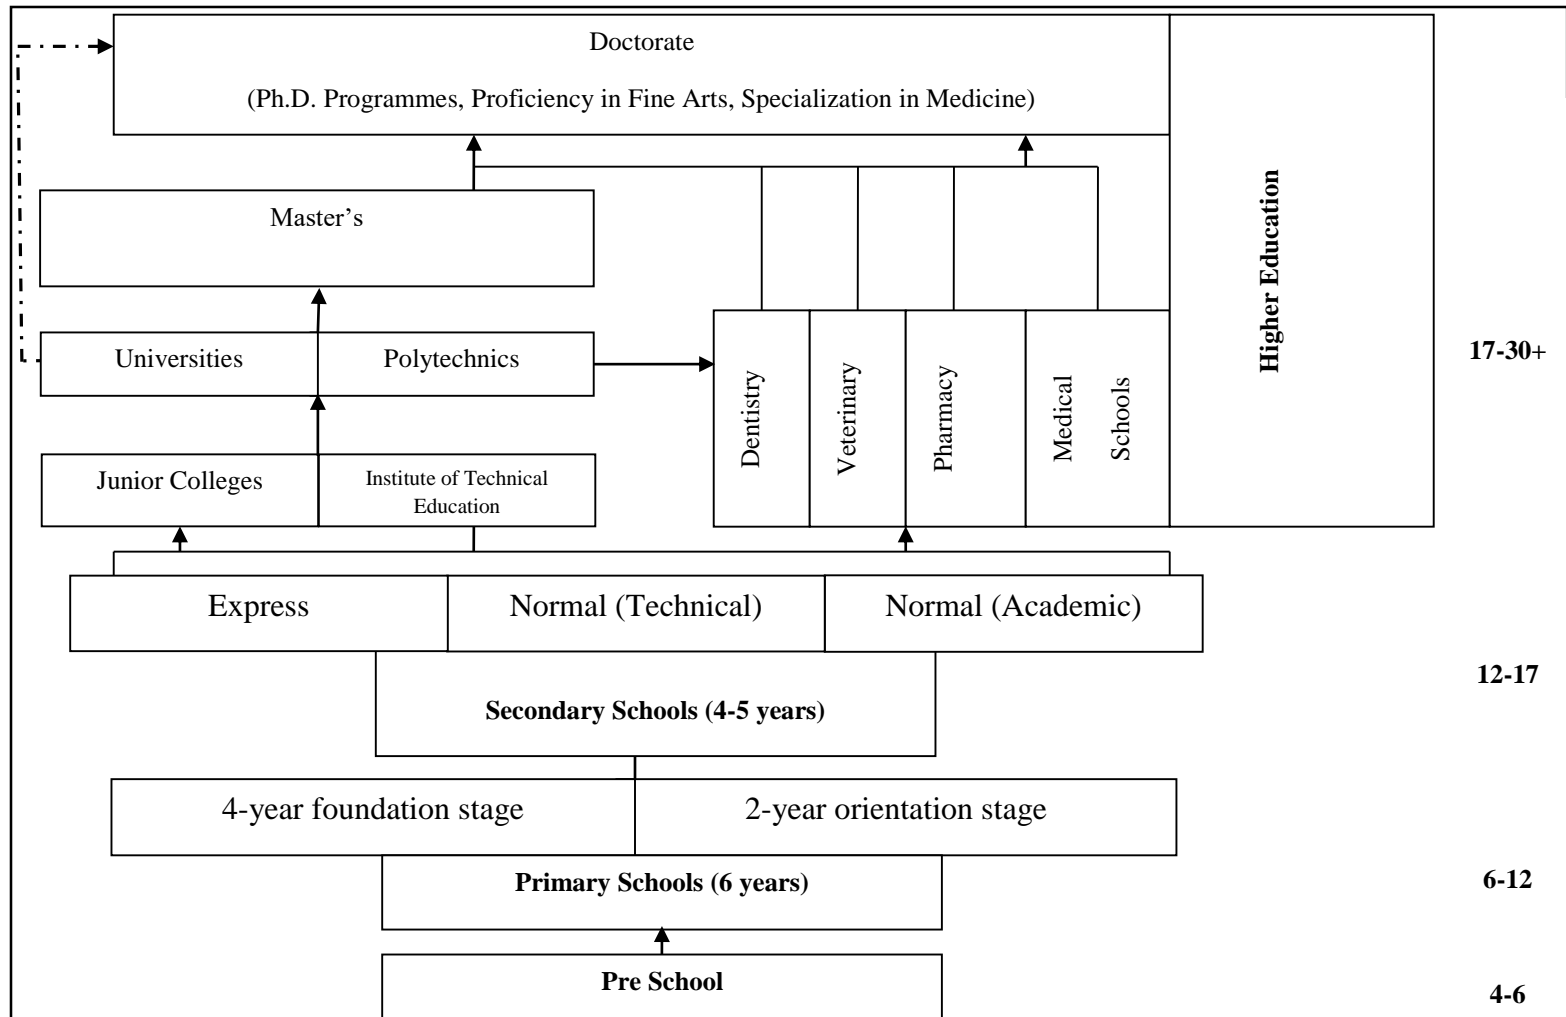 Doctorate
(Ph.D. Programmes, Proficiency in Fine Arts, Specialization in Medicine)
Higher Education
Master’s
Universities
Polytechnics
17-30+
Dentistry
Veterinary
Pharmacy
Medical
Schools
Junior Colleges
Institute of Technical
Education
Express
Normal (Technical)
Normal (Academic)
12-17
Secondary Schools (4-5 years)
4-year foundation stage
2-year orientation stage
Primary Schools (6 years)
6-12
Pre School
4-6